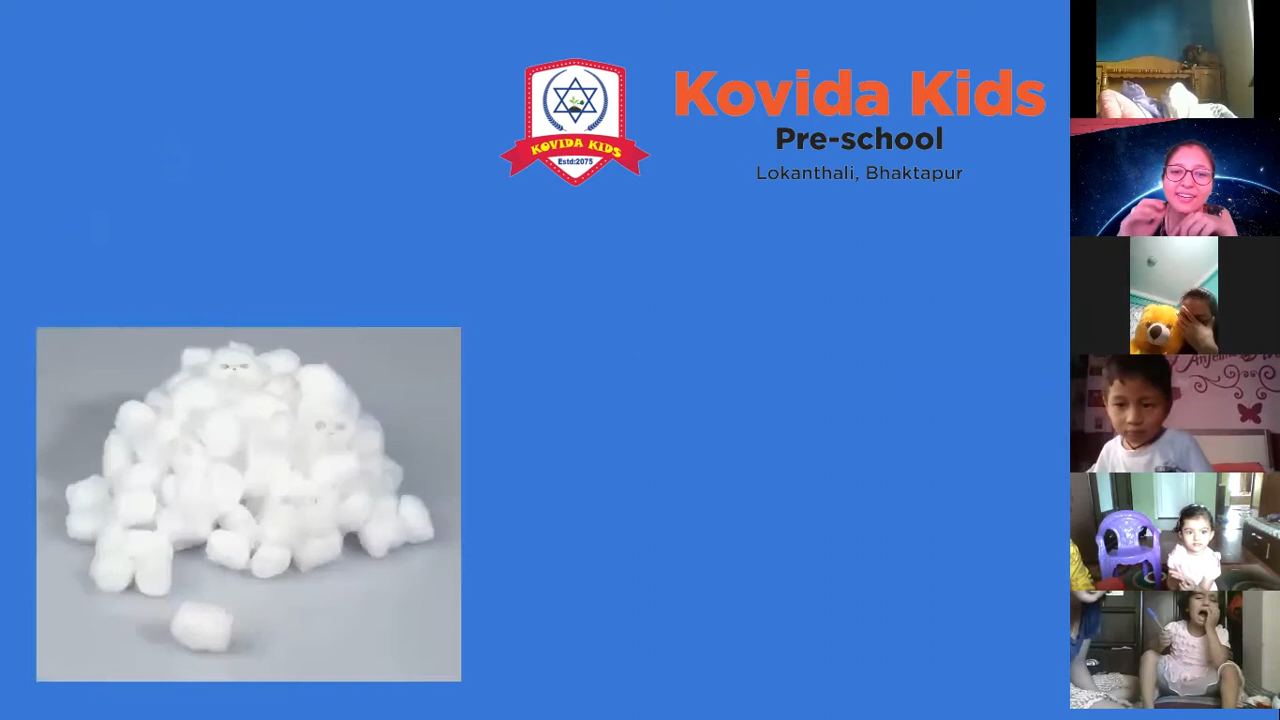 Kovida Kids
Pre-school
Lokanthali, Bhaktapur
KOVIDA KIDS
Estd:2075